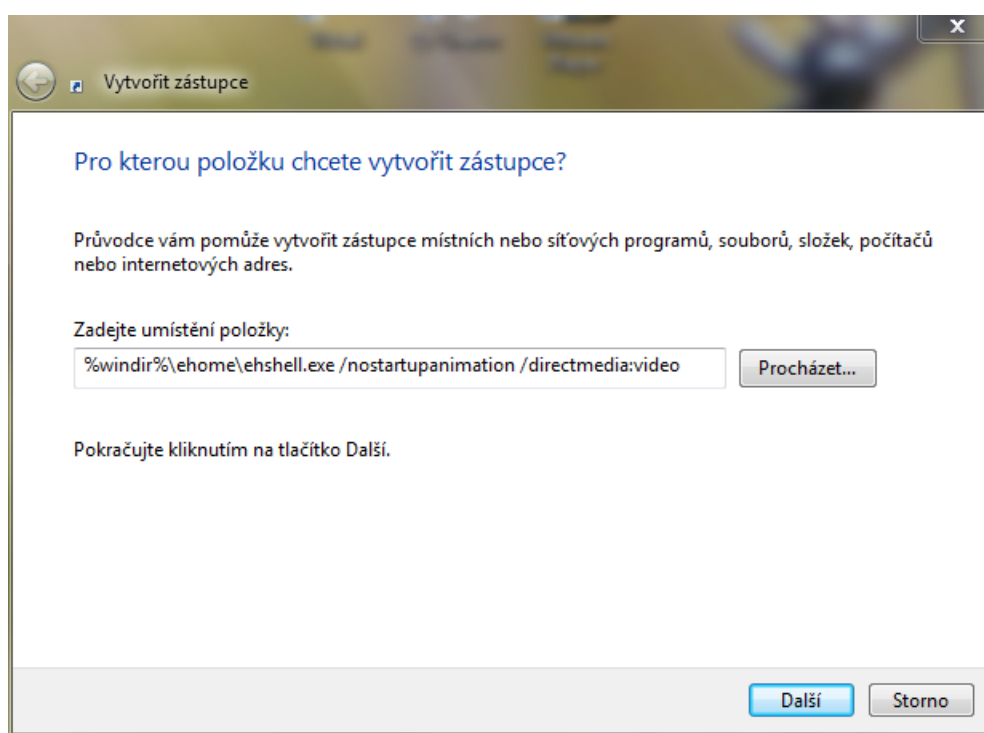 x
Vytvořit zástupce
Pro kterou položku chcete vytvořit zástupce?
Průvodce vám pomůže vytvořit zástupce místních nebo síťových programů, souborů, složek, počítačů
nebo internetových adres.
Zadejte umístění položky:
%windir%\ehome\ehshell.exe /nostartupanimation /directmedia:video
Procházet...
Pokračujte kliknutím na tlačítko Další.
Další
Storno